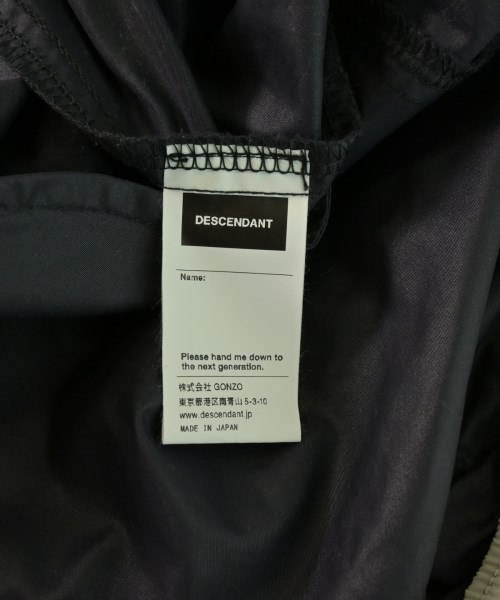 DESCENDANT
Name:
Please hand me down to
the next generation.
株式会社 GONZO
東京都港区南青山 5-3-10
www.descendant.jp
MADE IN JAPAN